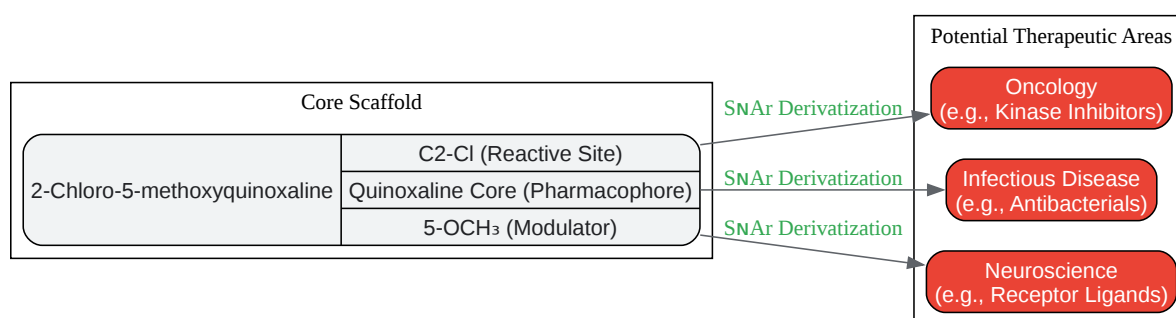 Core Scaffold
2-Chloro-5-methoxyquinoxaline
C2-Cl (Reactive Site)
Quinoxaline Core (Pharmacophore)
5-OCH₃ (Modulator)
SɴAr Derivatization
SɴAr Derivatization
SɴAr Derivatization
Potential Therapeutic Areas
Oncology
(e.g., Kinase Inhibitors)
Infectious Disease
(e.g., Antibacterials)
Neuroscience
(e.g., Receptor Ligands)